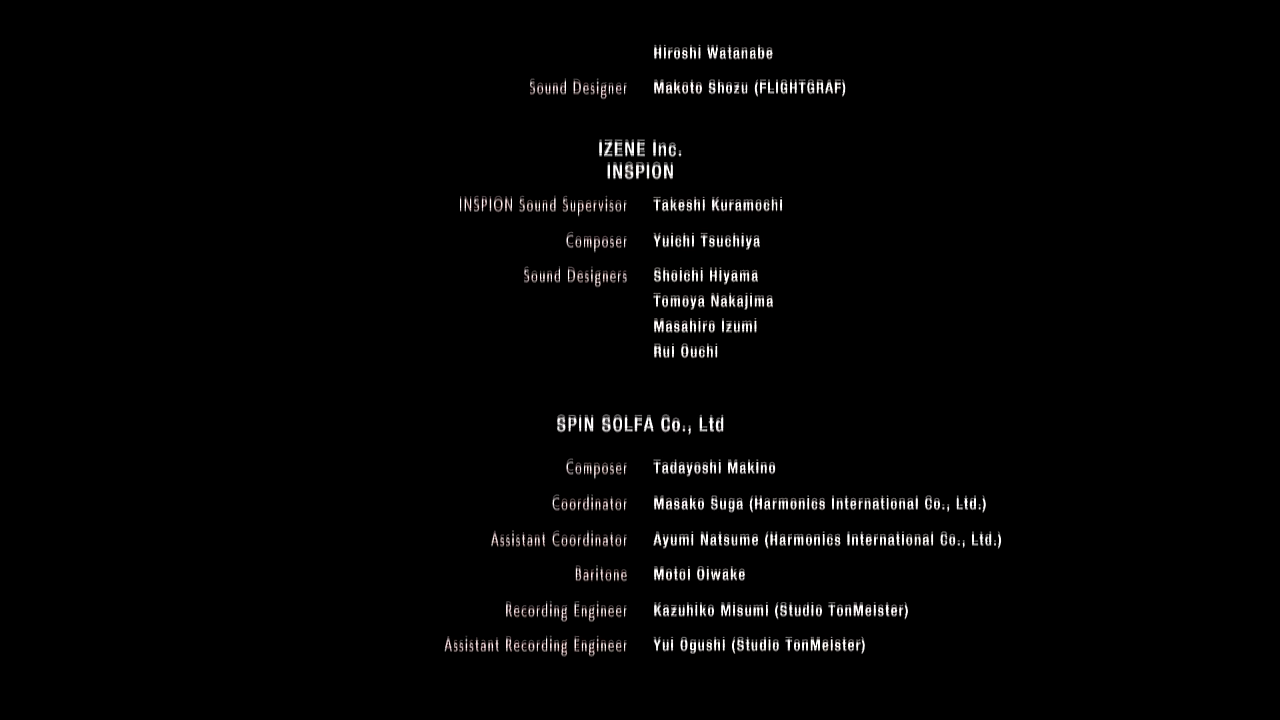 Hiroshi Watanabe
Sound Designer Makoto Shozu (FLIGHTGRAF)
IZENE Inc.
INSPION
INSPION Sound Supervisor Takeshi Kuramochi
Composer Yuichi Tsuchiya
Sound Designers Shoichi Hiyama
Tomoya Nakajima
Masahiro Izumi
Rui Ouchi
SPIN SOLFA Co., Ltd
Composer Tadayoshi Makino
Coordinator Masako Suga (Harmonics International Co., Ltd.)
Assistant Coordinator Ayumi Natsume (Harmonics International Co., Ltd.)
Baritone Motoi Oiwake
Recording Engineer Kazuhiko Misumi (Studio TonMeister)
Assistant Recording Engineer Yui Ogushi (Studio TonMeister)